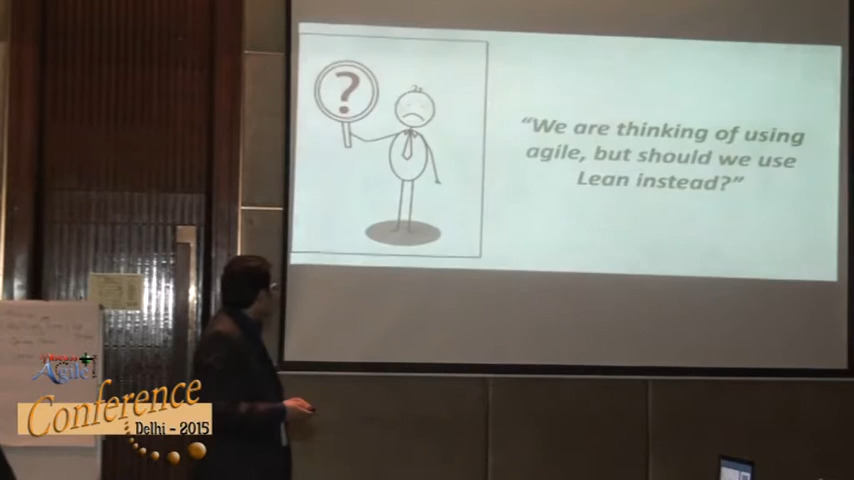 ?
“We are thinking of using
agile, but should we use
Lean instead?”
Agile
Conference
Delhi - 2015